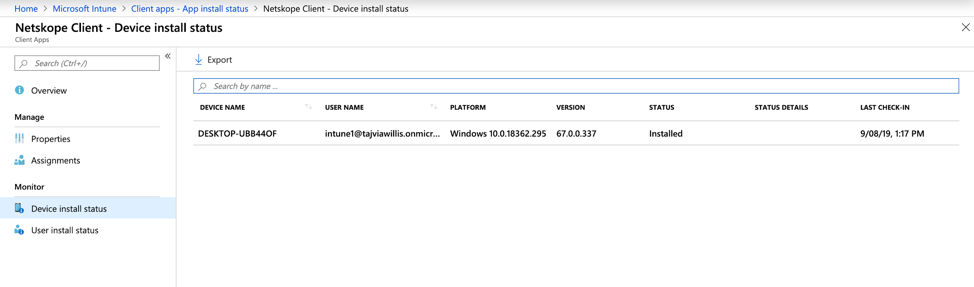 Home > Microsoft Intune > Client apps - App install status > Netskope Client - Device install status
Netskope Client - Device install status
Client Apps
Search (Ctrl+/)
Overview
Manage
Properties
Assignments
Monitor
Device install status
User install status
Export
Search by name ...
DEVICE NAME USER NAME PLATFORM VERSION STATUS STATUS DETAILS LAST CHECK-IN
DESKTOP-UBB44OF intune1@tajviawillis.onmicr... Windows 10.0.18362.295 67.0.0.337 Installed 9/08/19, 1:17 PM